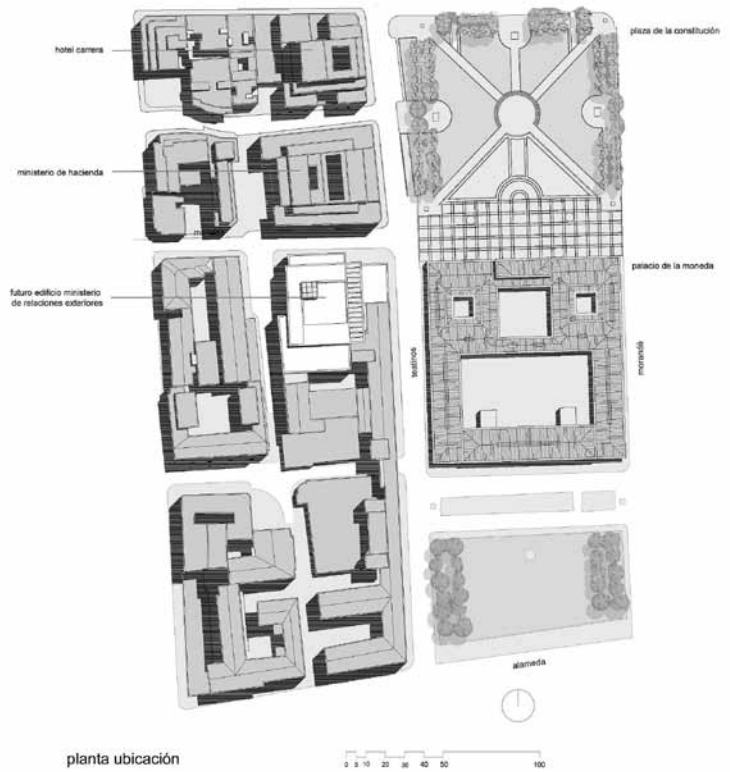 hotel carrera
plaza de la constitución
ministerio de hacienda
futuro edificio ministerio
de relaciones exteriores
palacio de la moneda
teatinos
morandé
alameda
planta ubicación
0 5 10 20 30 40 50 100